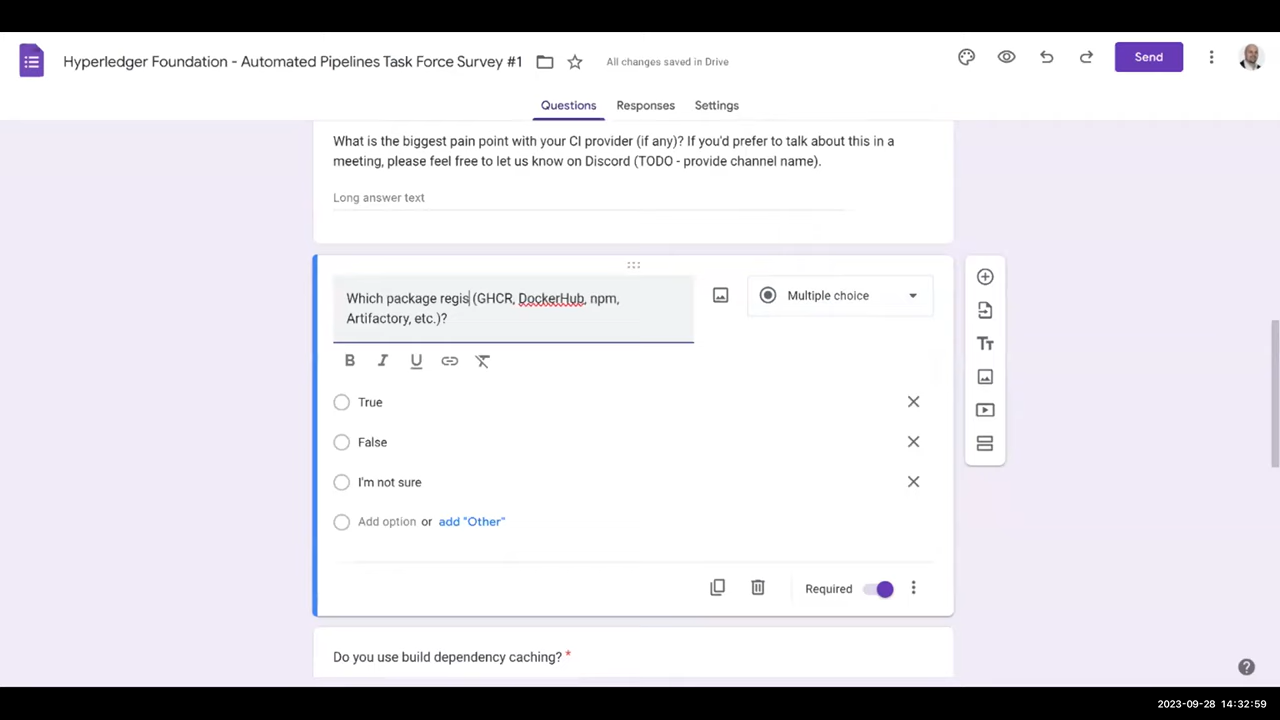 Hyperledger Foundation - Automated Pipelines Task Force Survey #1
All changes saved in Drive
Send
Questions
Responses
Settings
What is the biggest pain point with your CI provider (if any)? If you'd prefer to talk about this in a
meeting, please feel free to let us know on Discord (TODO - provide channel name).
Long answer text
Which package regis (GHCR, DockerHub, npm,
Artifactory, etc.)?
Multiple choice
B I U
Tт
True
False
I'm not sure
Add option or add "Other"
Required
Do you use build dependency caching? *
2023-09-28 14:32:59